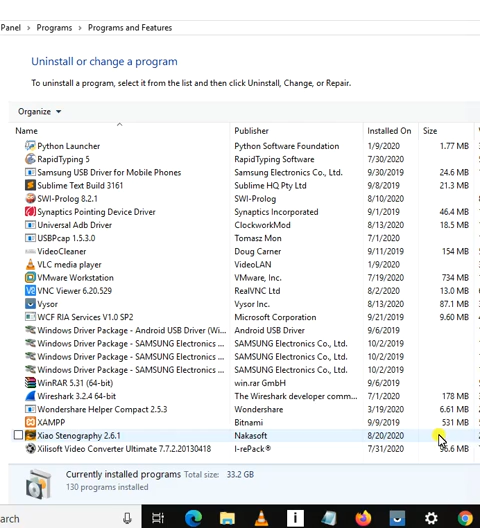 Panel > Programs > Programs and Features
Uninstall or change a program
To uninstall a program, select it from the list and then click Uninstall, Change, or Repair.
Organize
Name Publisher Installed On Size
Python Launcher Python Software Foundation 1/9/2020 1.77 MB
RapidTyping 5 RapidTyping Software 7/30/2020
Samsung USB Driver for Mobile Phones Samsung Electronics Co., Ltd. 9/30/2019 24.6 MB
Sublime Text Build 3161 Sublime HQ Pty Ltd 9/8/2019 21.3 MB
SWI-Prolog 8.2.1 SWI-Prolog 8/10/2020
Synaptics Pointing Device Driver Synaptics Incorporated 9/1/2019 46.4 MB
Universal Adb Driver ClockworkMod 8/13/2020 18.5 MB
USBPcap 1.5.3.0 Tomasz Mon 7/1/2020
VideoCleaner Doug Carner 9/11/2019 154 MB
VLC media player VideoLAN 1/9/2020
VMware Workstation VMware, Inc. 7/19/2020 734 MB
VNC Viewer 6.20.529 RealVNC Ltd 8/2/2020 13.0 MB
Vysor Vysor Inc. 8/13/2020 87.1 MB
WCF RIA Services V1.0 SP2 Microsoft Corporation 9/21/2019 9.60 MB
Windows Driver Package - Android USB Driver (Wi... Android USB Driver 9/6/2019
Windows Driver Package - SAMSUNG Electronics ... SAMSUNG Electronics Co., Ltd. 10/2/2019
Windows Driver Package - SAMSUNG Electronics ... SAMSUNG Electronics Co., Ltd. 10/2/2019
Windows Driver Package - SAMSUNG Electronics ... SAMSUNG Electronics Co., Ltd. 10/2/2019
WinRAR 5.31 (64-bit) win.rar GmbH 9/6/2019
Wireshark 3.2.4 64-bit The Wireshark developer comm... 7/1/2020 178 MB
Wondershare Helper Compact 2.5.3 Wondershare 3/19/2020 6.61 MB
XAMPP Bitnami 9/9/2019 531 MB
Xiao Stenography 2.6.1 Nakasoft 8/20/2020
Xilisoft Video Converter Ultimate 7.7.2.20130418 I-rePack® 7/31/2020 96.6 MB
Currently installed programs Total size: 33.2 GB
130 programs installed
arch